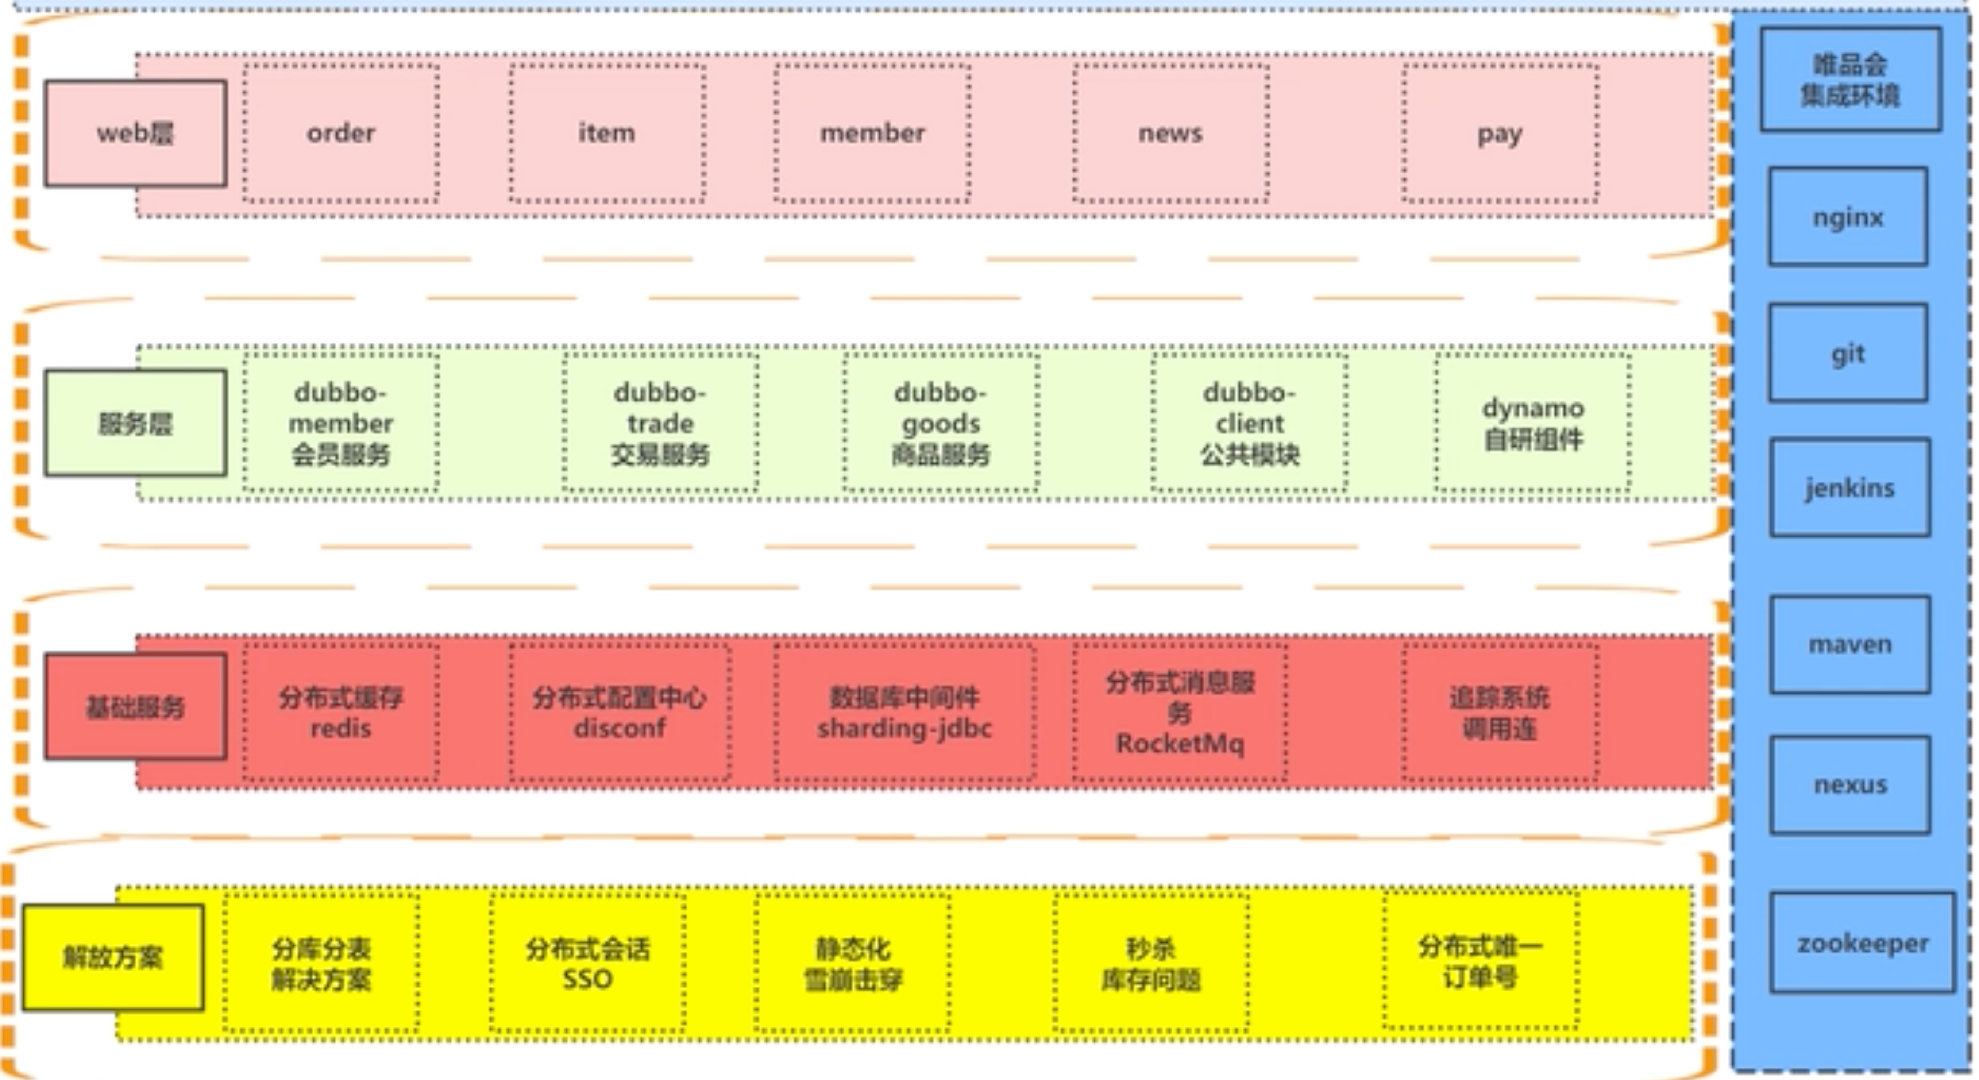 web层
order
item
member
news
pay
服务层
dubbo-
member
会员服务
dubbo-
trade
交易服务
dubbo-
goods
商品服务
dubbo-
client
公共模块
dynamo
自研组件
基础服务
分布式缓存
redis
分布式配置中心
disconf
数据库中间件
sharding-jdbc
分布式消息服
务
RocketMq
追踪系统
调用连
解放方案
分库分表
解决方案
分布式会话
SSO
静态化
雪崩击穿
秒杀
库存问题
分布式唯一
订单号
唯品会
集成环境
nginx
git
jenkins
maven
nexus
zookeeper